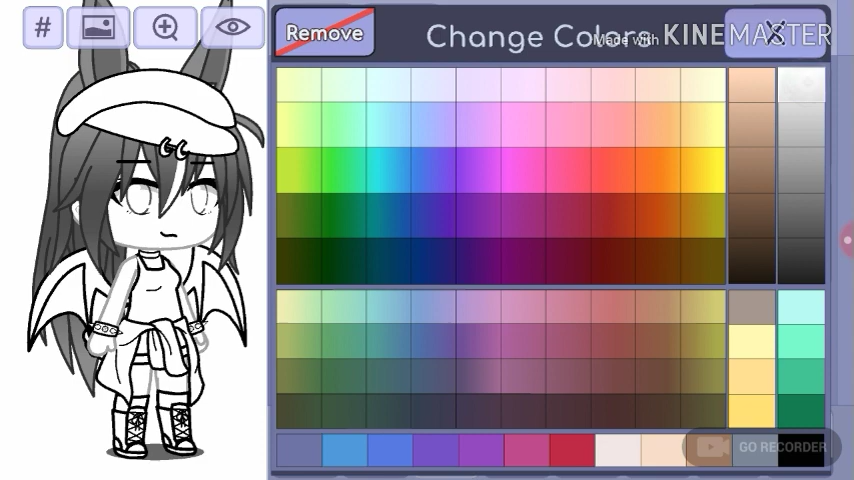 #
Remove
Change Colors
Made with KINEMASTER
X
GO RECORDER